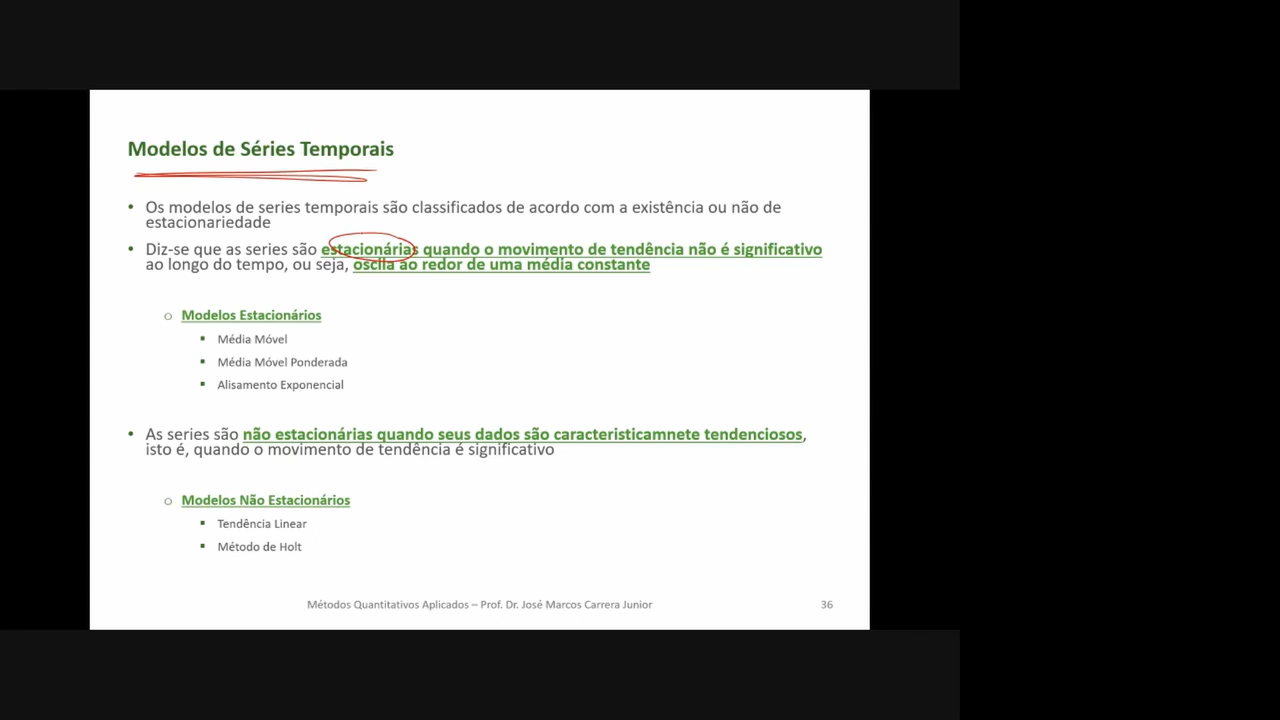 Modelos de Séries Temporais
• Os modelos de series temporais são classificados de acordo com a existência ou não de
estacionariedade
• Diz-se que as series são estacionárias quando o movimento de tendência não é significativo
ao longo do tempo, ou seja, oscila ao redor de uma média constante
o Modelos Estacionários
▪ Média Móvel
▪ Média Móvel Ponderada
▪ Alisamento Exponencial
• As series são não estacionárias quando seus dados são caracteristicamnete tendenciosos,
isto é, quando o movimento de tendência é significativo
o Modelos Não Estacionários
▪ Tendência Linear
▪ Método de Holt
Métodos Quantitativos Aplicados – Prof. Dr. José Marcos Carrera Junior
36